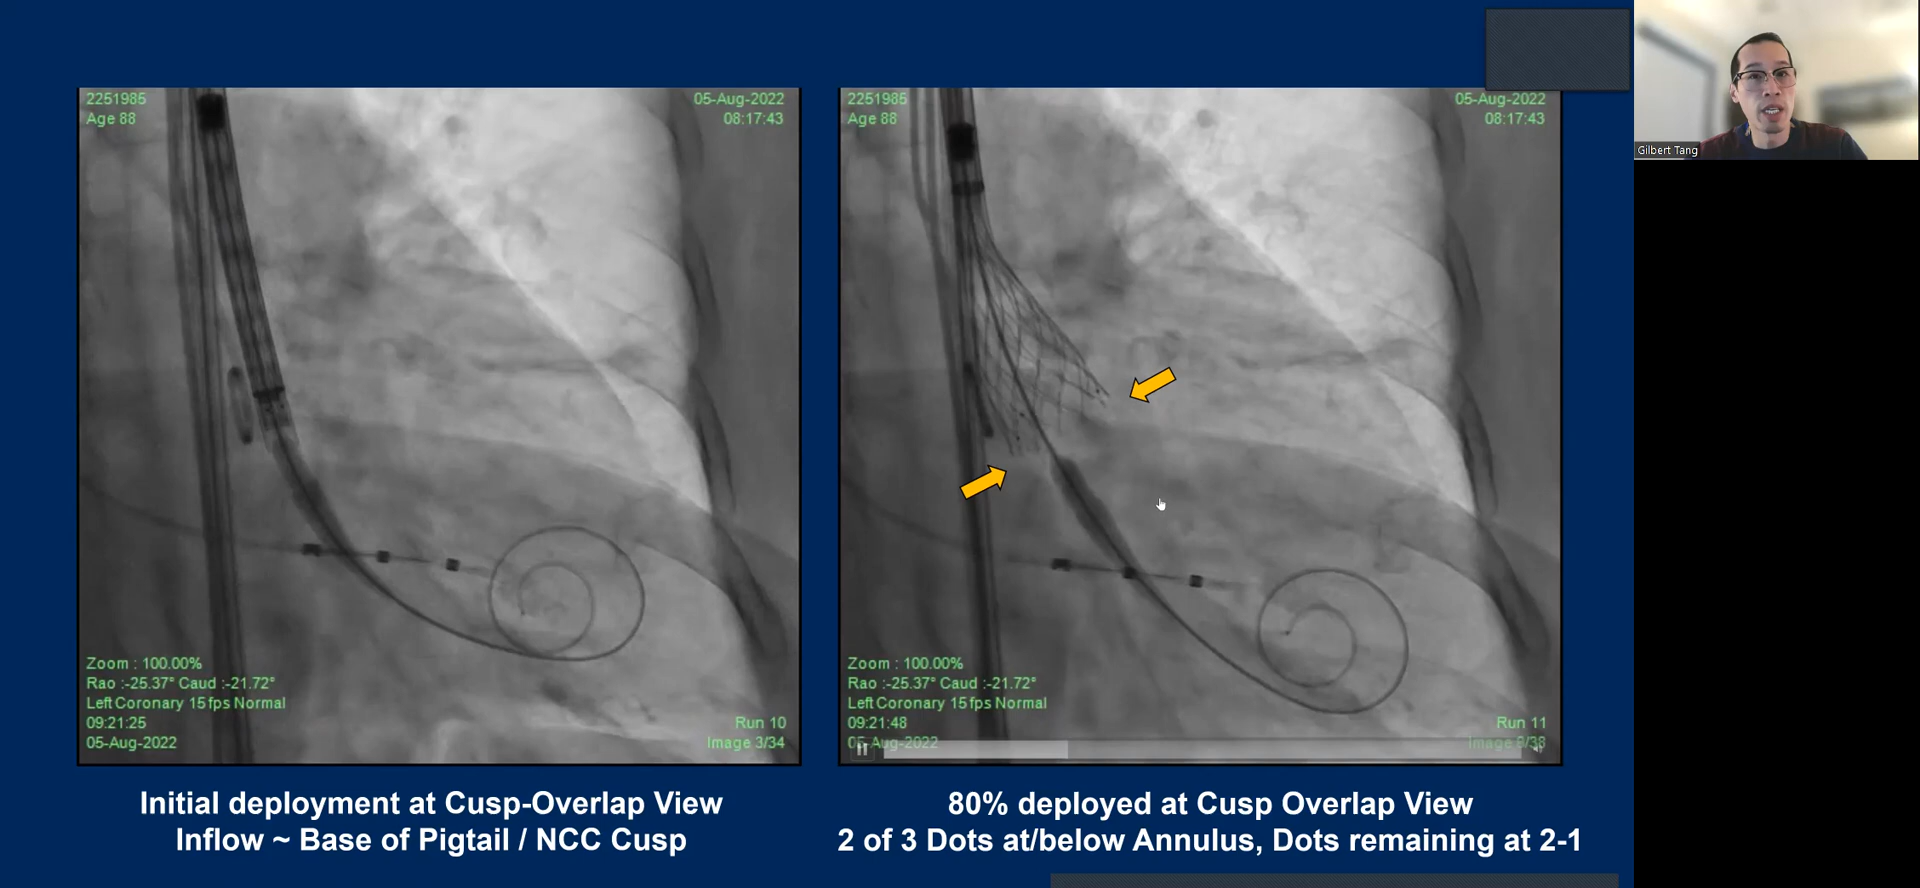 2251985
Age 88
05-Aug-2022
08:17:43
Zoom : 100.00%
Rao :-25.37° Caud :-21.72°
Left Coronary 15 fps Normal
09:21:25
05-Aug-2022
Run 10
Image 3/34
Initial deployment at Cusp-Overlap View
Inflow ~ Base of Pigtail / NCC Cusp
2251985
Age 88
05-Aug-2022
08:17:43
Zoom : 100.00%
Rao :-25.37° Caud :-21.72°
Left Coronary 15 fps Normal
09:21:48
05-Aug-2022
Run 11
Image
80% deployed at Cusp Overlap View
2 of 3 Dots at/below Annulus, Dots remaining at 2-1
Gilbert Tang